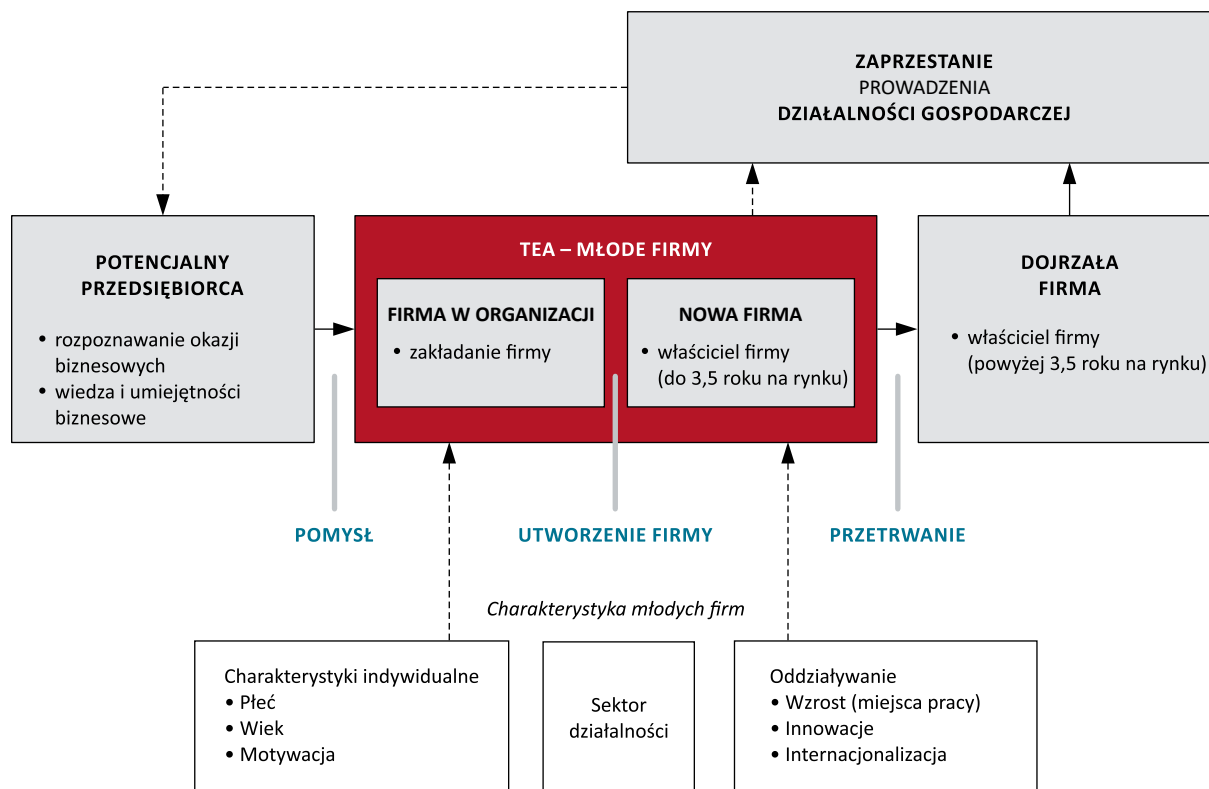 ZAPRZESTANIE
PROWADZENIA
DZIAŁALNOŚCI GOSPODARCZEJ
POTENCJALNY
PRZEDSIĘBIORCA
• rozpoznawanie okazji
biznesowych
• wiedza i umiejętności
biznesowe
TEA – MŁODE FIRMY
FIRMA W ORGANIZACJI
• zakładanie firmy
NOWA FIRMA
• właściciel firmy
(do 3,5 roku na rynku)
DOJRZAŁA
FIRMA
• właściciel firmy
(powyżej 3,5 roku na rynku)
POMYSŁ
UTWORZENIE FIRMY
PRZETRWANIE
Charakterystyka młodych firm
Charakterystyki indywidualne
• Płeć
• Wiek
• Motywacja
Sektor
działalności
Oddziaływanie
• Wzrost (miejsca pracy)
• Innowacje
• Internacjonalizacja